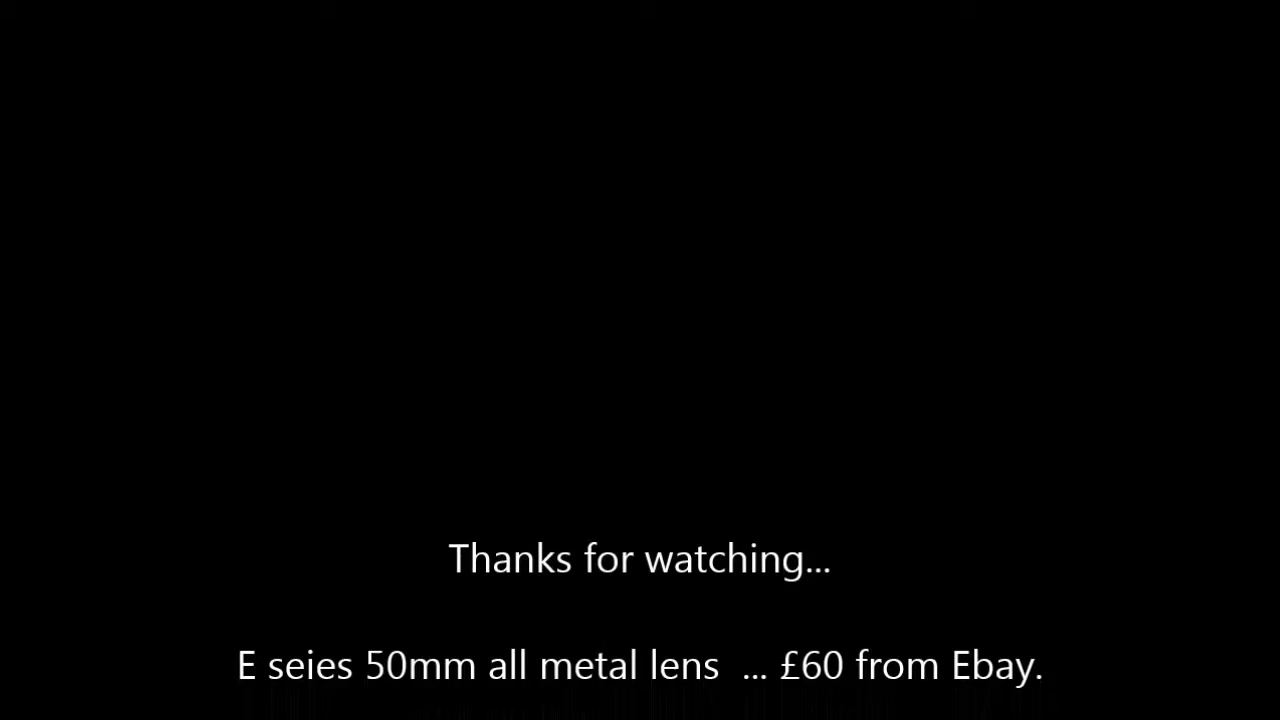 Thanks for watching...
E seies 50mm all metal lens ... £60 from Ebay.